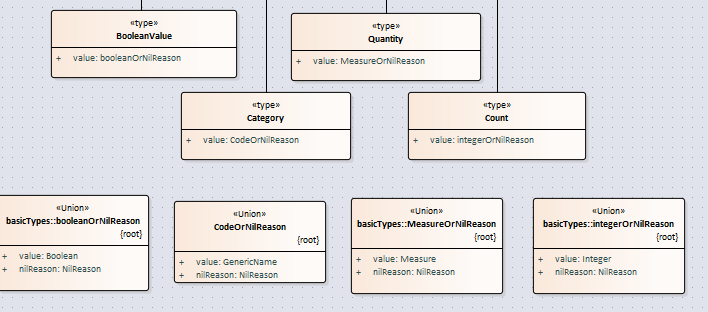 «type»
BooleanValue
+ value: booleanOrNilReason
«type»
Quantity
+ value: MeasureOrNilReason
«type»
Category
+ value: CodeOrNilReason
«type»
Count
+ value: integerOrNilReason
«Union»
basicTypes::booleanOrNilReason
{root}
+ value: Boolean
+ nilReason: NilReason
«Union»
CodeOrNilReason
{root}
+ value: GenericName
+ nilReason: NilReason
«Union»
basicTypes::MeasureOrNilReason
{root}
+ value: Measure
+ nilReason: NilReason
«Union»
basicTypes::integerOrNilReason
{root}
+ value: Integer
+ nilReason: NilReason